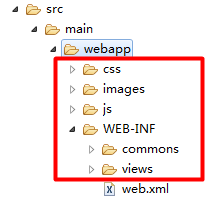 src
main
webapp
css
images
js
WEB-INF
commons
views
web.xml